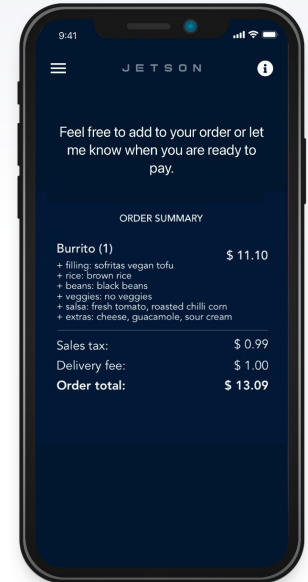 9:41
JETSON
i
Feel free to add to your order or let
me know when you are ready to
pay.
ORDER SUMMARY
Burrito (1) $ 11.10
+ filling: sofritas vegan tofu
+ rice: brown rice
+ beans: black beans
+ veggies: no veggies
+ salsa: fresh tomato, roasted chilli corn
+ extras: cheese, guacamole, sour cream
Sales tax: $ 0.99
Delivery fee: $ 1.00
Order total: $ 13.09